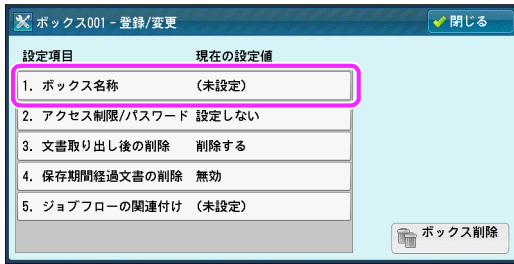 ボックス001 - 登録/変更
閉じる
設定項目 現在の設定値
1. ボックス名称 (未設定)
2. アクセス制限/パスワード 設定しない
3. 文書取り出し後の削除 削除する
4. 保存期間経過文書の削除 無効
5. ジョブフローの関連付け (未設定)
ボックス削除